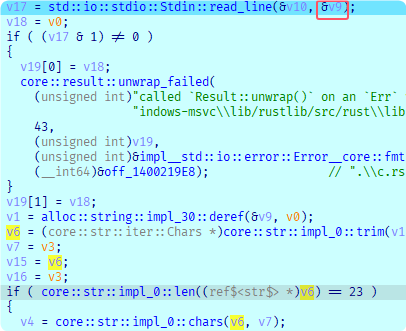 v17 = std::io::stdio::Stdin::read_line(&v10, &v9);
v18 = v0;
if ( (v17 & 1) ≠ 0 )
{
v19[0] = v18;
core::result::unwrap_failed(
(unsigned int)"called `Result::unwrap()` on an `Err`
"indows-msvc\\lib/rustlib/src/rust\\lib
43,
(unsigned int)v19,
(unsigned int)&impl__std::io::error::Error__core::fmt
(__int64)&off_1400219E8); // ".\\c.rs
}
v19[1] = v18;
v1 = alloc::string::impl_30::deref(&v9, v0);
v6 = (core::str::iter::Chars *)core::str::impl_0::trim(v1
v7 = v3;
v15 = v6;
v16 = v3;
if ( core::str::impl_0::len((ref$<str$> *)v6) == 23 )
{
v4 = core::str::impl_0::chars(v6, v7);